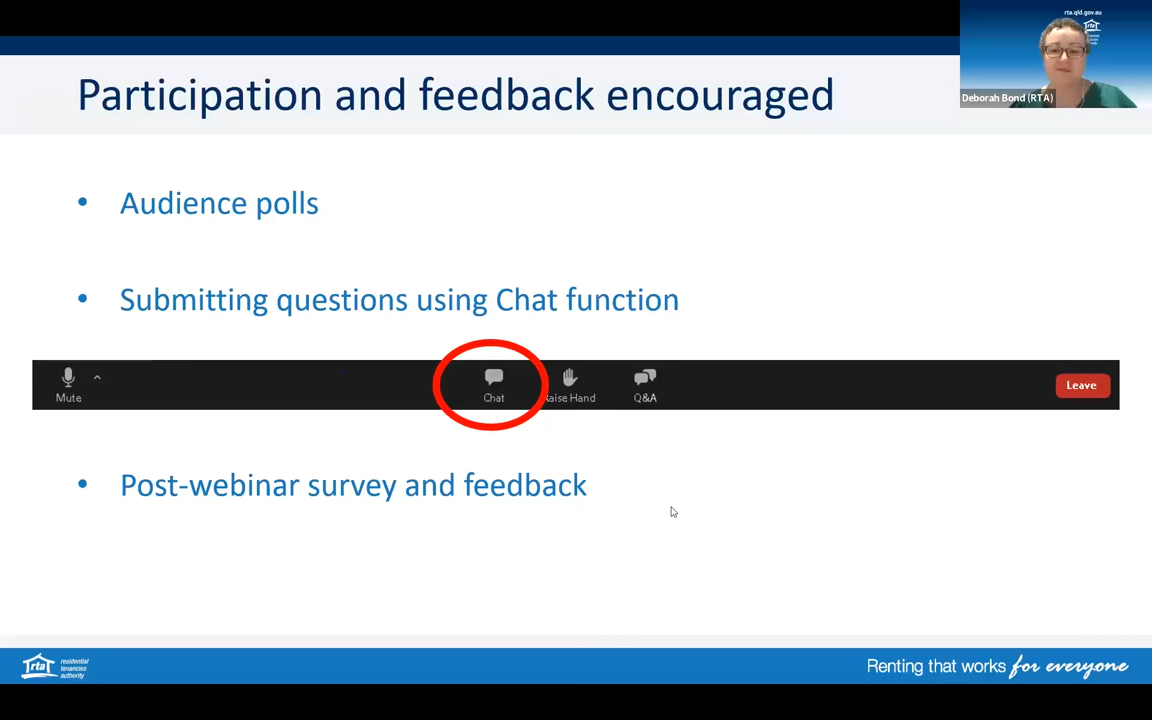 rta.qld.gov.au
Participation and feedback encouraged
Deborah Bond (RTA)
• Audience polls
• Submitting questions using Chat function
Mute
Chat
Raise Hand
Q&A
Leave
• Post-webinar survey and feedback
rta
residential
tenancies
authority
Renting that works for everyone